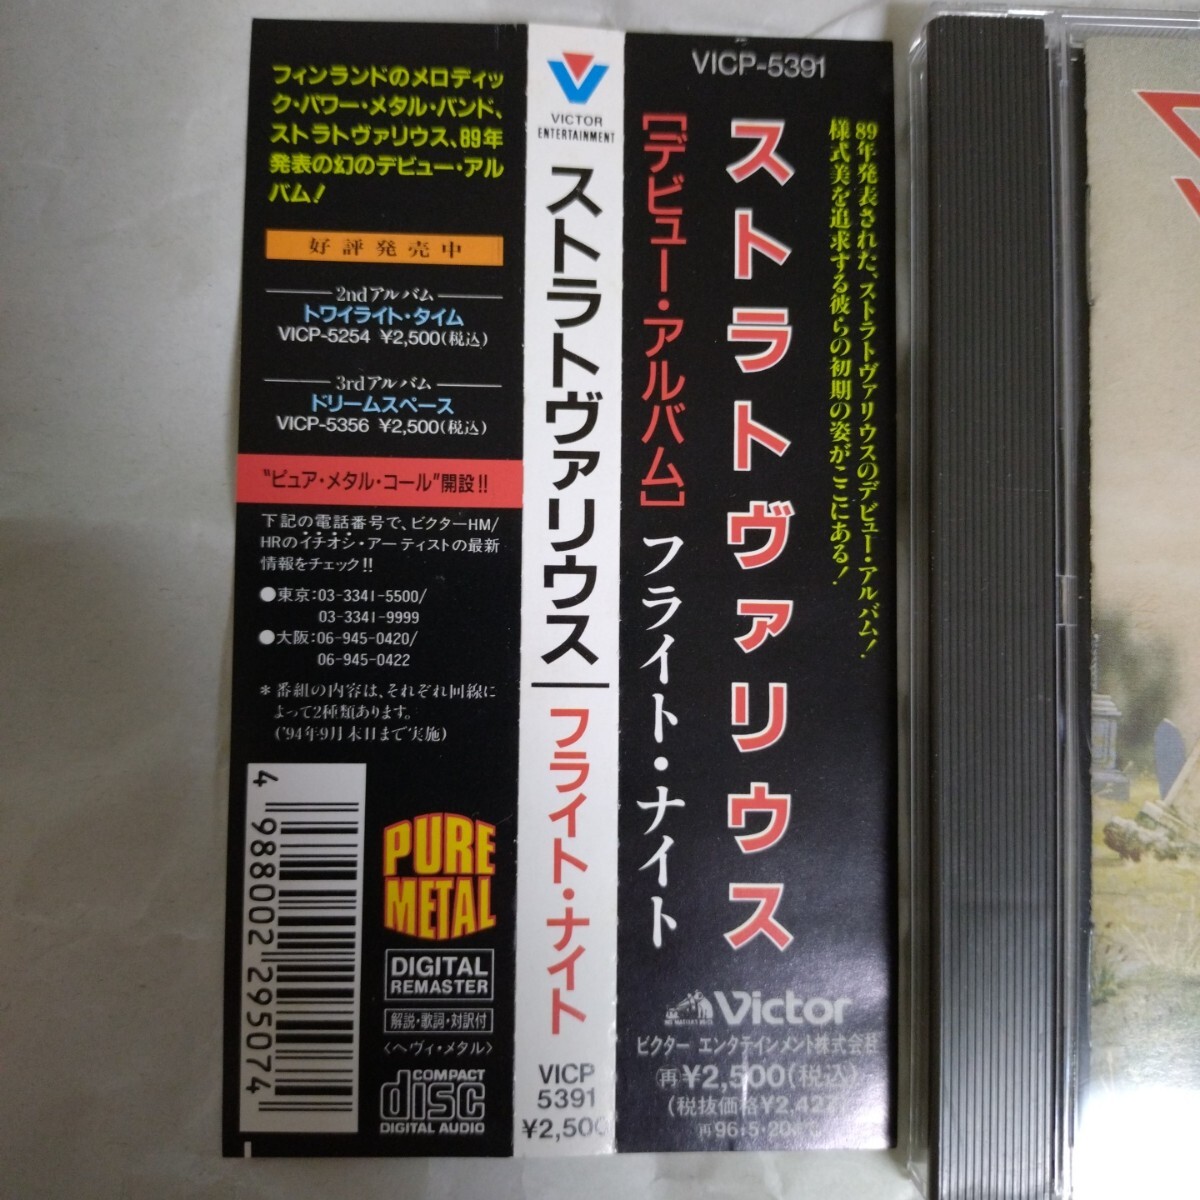 フィンランドのメロディッ
ク・パワー・メタル・バンド、
ストラトヴァリウス、89年
発表の幻のデビュー・アル
バム!
好評発売中
2ndアルバム
トワイライト・タイム
VICP-5254 ¥2,500(税込)
3rdアルバム
ドリームスペース
VICP-5356 ¥2,500(税込)
"ピュア・メタル・コール"開設!!
下記の電話番号で、ビクターHM/
HRのイチオシ・アーティストの最新
情報をチェック!!
●東京:03-3341-5500/
03-3341-9999
●大阪:06-945-0420/
06-945-0422
*番組の内容は、それぞれ回線に
よって2種類あります。
('94年9月末日まで実施)
4 988002 295074
PURE
METAL
DIGITAL
REMASTER
解説・歌詞・対訳付
〈ヘヴィ・メタル〉
COMPACT
disc
DIGITAL AUDIO
VICTOR
ENTERTAINMENT
ストラトヴァリウス
フライト・ナイト
VICP
5391
¥2,500
VICP-5391
89年発表された、ストラトヴァリウスのデビュー・アルバム!
様式美を追求する彼らの初期の姿がここにある!
ストラトヴァリウス
[デビュー・アルバム] フライト・ナイト
Victor
ビクター エンタテインメント株式会社
再¥2,500(税込)
(税抜価格¥2,427
再96・5・20